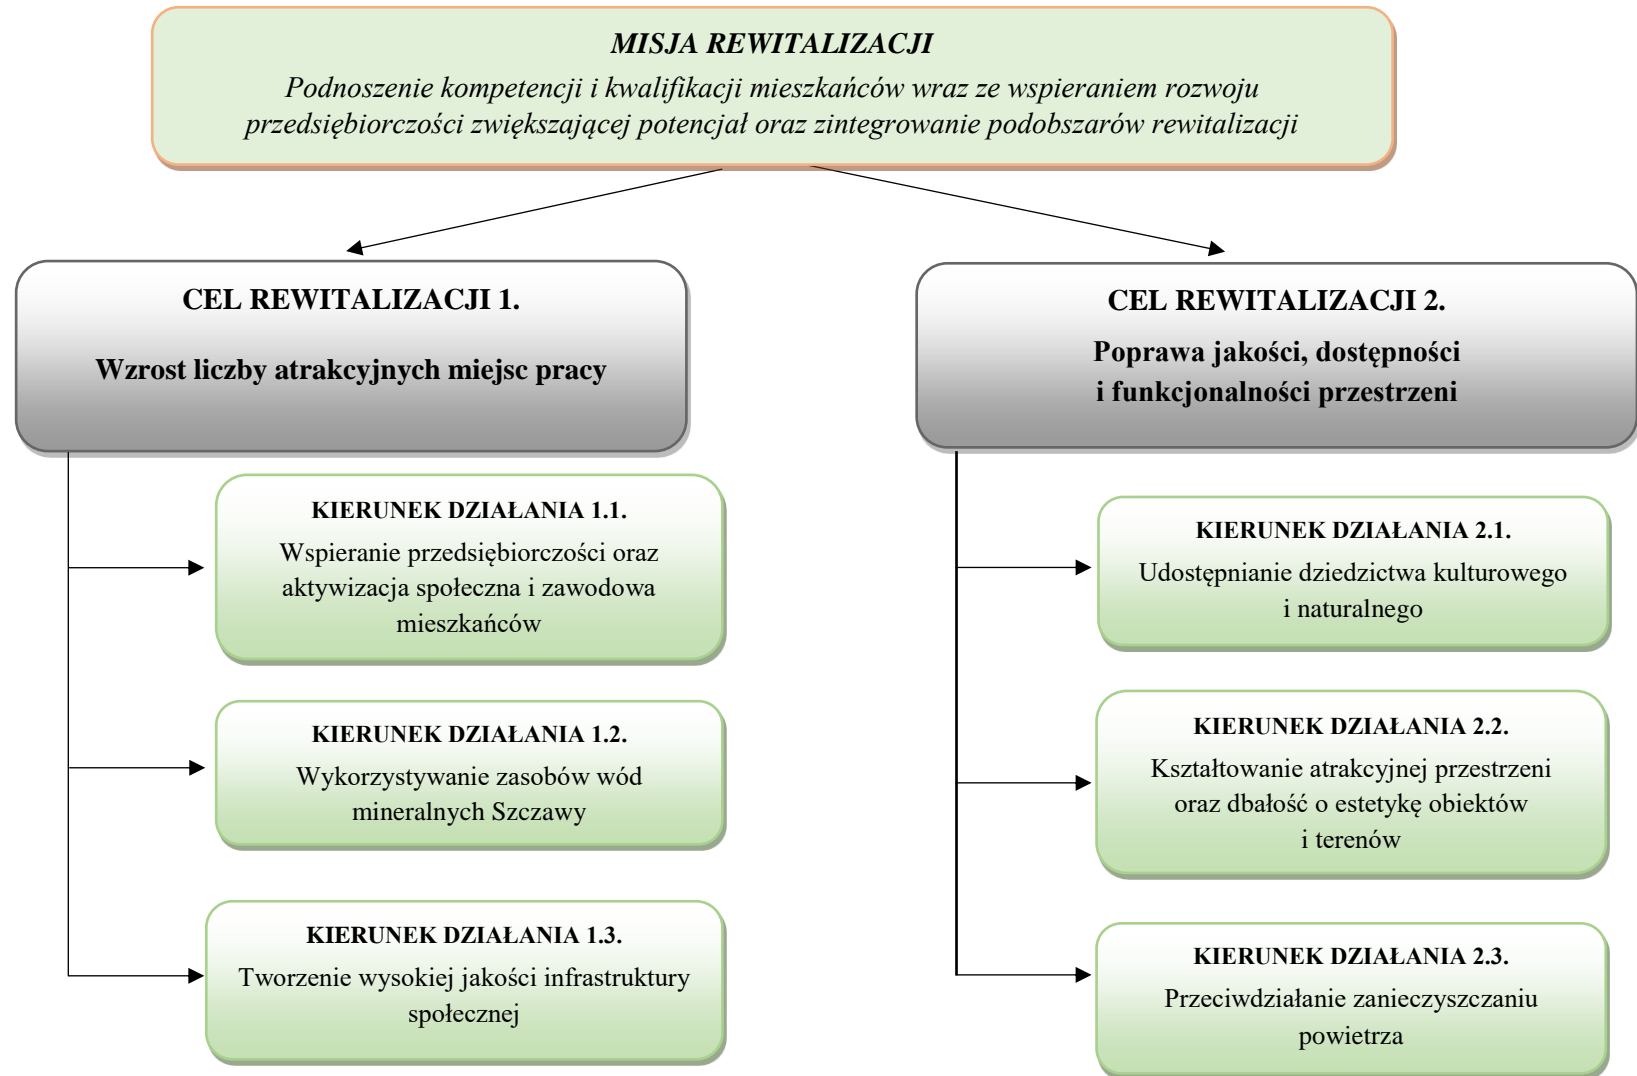 MISJA REWITALIZACJI
Podnoszenie kompetencji i kwalifikacji mieszkańców wraz ze wspieraniem rozwoju
przedsiębiorczości zwiększającej potencjał oraz zintegrowanie podobszarów rewitalizacji
CEL REWITALIZACJI 1.
Wzrost liczby atrakcyjnych miejsc pracy
KIERUNEK DZIAŁANIA 1.1.
Wspieranie przedsiębiorczości oraz
aktywizacja społeczna i zawodowa
mieszkańców
KIERUNEK DZIAŁANIA 1.2.
Wykorzystywanie zasobów wód
mineralnych Szczawy
KIERUNEK DZIAŁANIA 1.3.
Tworzenie wysokiej jakości infrastruktury
społecznej
CEL REWITALIZACJI 2.
Poprawa jakości, dostępności
i funkcjonalności przestrzeni
KIERUNEK DZIAŁANIA 2.1.
Udostępnianie dziedzictwa kulturowego
i naturalnego
KIERUNEK DZIAŁANIA 2.2.
Kształtowanie atrakcyjnej przestrzeni
oraz dbałość o estetykę obiektów
i terenów
KIERUNEK DZIAŁANIA 2.3.
Przeciwdziałanie zanieczyszczaniu
powietrza